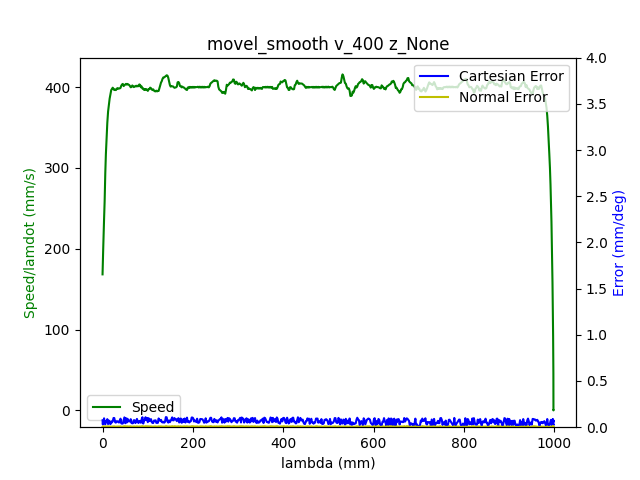 movel_smooth v_400 z_None
Cartesian Error
Normal Error
Speed
Speed/lamdot (mm/s)
400
300
200
100
0
Error (mm/deg)
4.0
3.5
3.0
2.5
2.0
1.5
1.0
0.5
0.0
0 200 400 600 800 1000
lambda (mm)